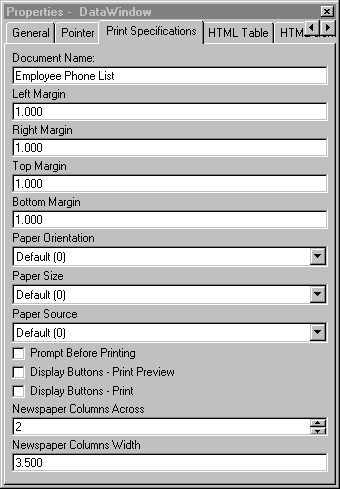 Properties - DataWindow
General Pointer Print Specifications HTML Table
Document Name:
Employee Phone List
Left Margin
1.000
Right Margin
1.000
Top Margin
1.000
Bottom Margin
1.000
Paper Orientation
Default (0)
Paper Size
Default (0)
Paper Source
Default (0)
Prompt Before Printing
Display Buttons - Print Preview
Display Buttons - Print
Newspaper Columns Across
2
Newspaper Columns Width
3.500